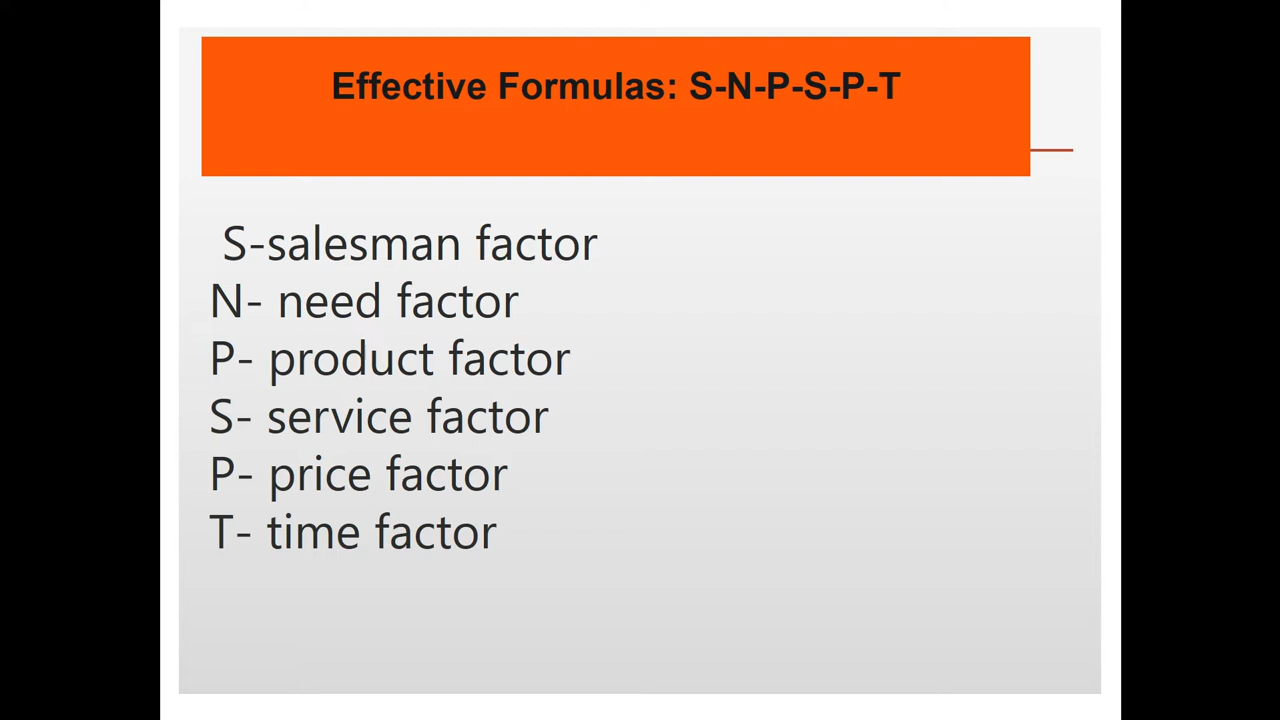 Effective Formulas: S-N-P-S-P-T
S-salesman factor
N- need factor
P- product factor
S- service factor
P- price factor
T- time factor